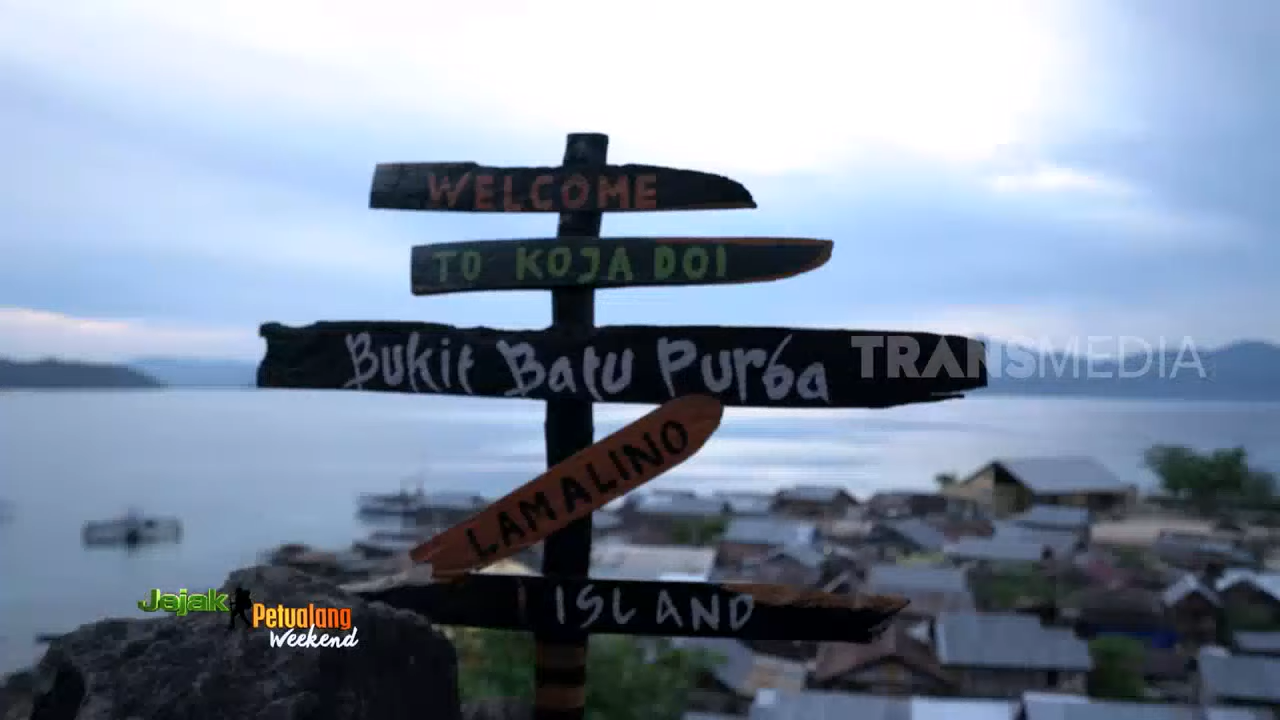 WELCOME
TO KOJA DOI
Bukit Batu Purba
TRANSMEDIA
LAMALINO
ISLAND
Jajak
Petualang
Weekend